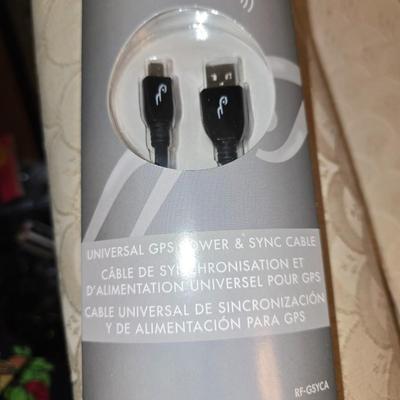 UNIVERSAL GPS POWER & SYNC CABLE
CÂBLE DE SYNCHRONISATION ET
D'ALIMENTATION UNIVERSEL POUR GPS
CABLE UNIVERSAL DE SINCRONIZACIÓN
Y DE ALIMENTACIÓN PARA GPS
RF-GSYCA